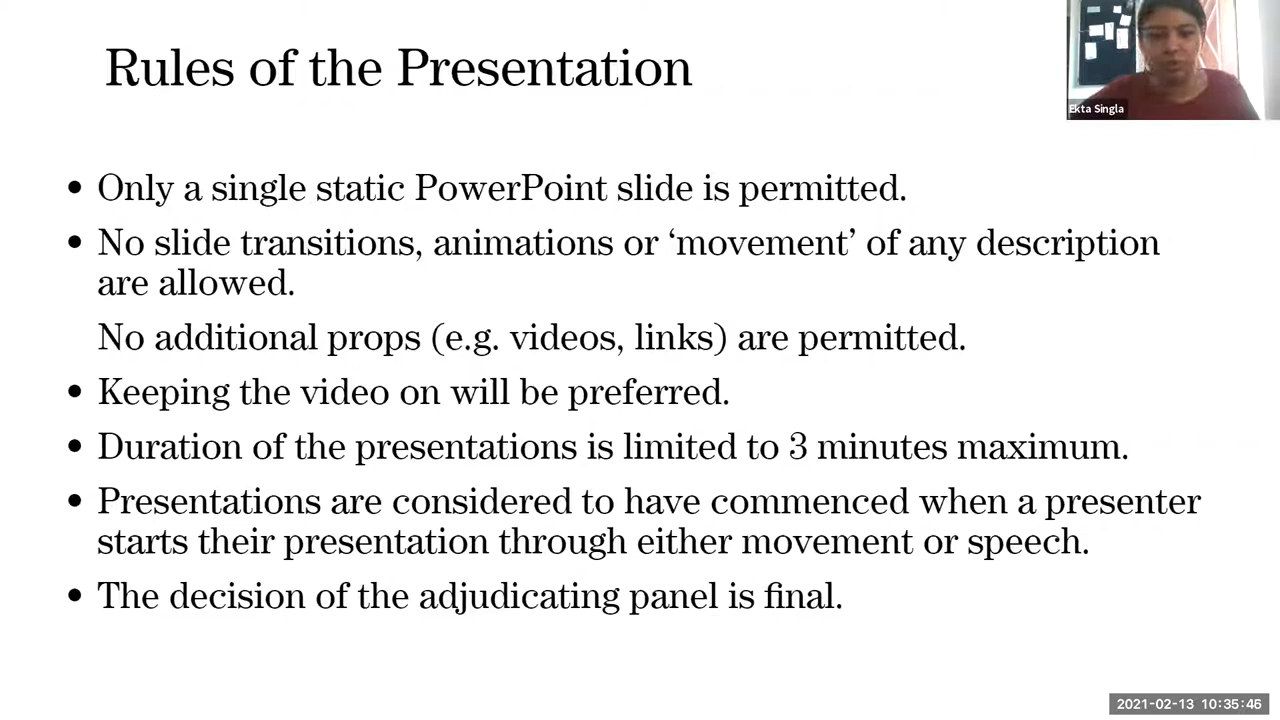 Rules of the Presentation
Ekta Singla
• Only a single static PowerPoint slide is permitted.
• No slide transitions, animations or ‘movement’ of any description
are allowed.
No additional props (e.g. videos, links) are permitted.
• Keeping the video on will be preferred.
• Duration of the presentations is limited to 3 minutes maximum.
• Presentations are considered to have commenced when a presenter
starts their presentation through either movement or speech.
• The decision of the adjudicating panel is final.
2021-02-13 10:35:46